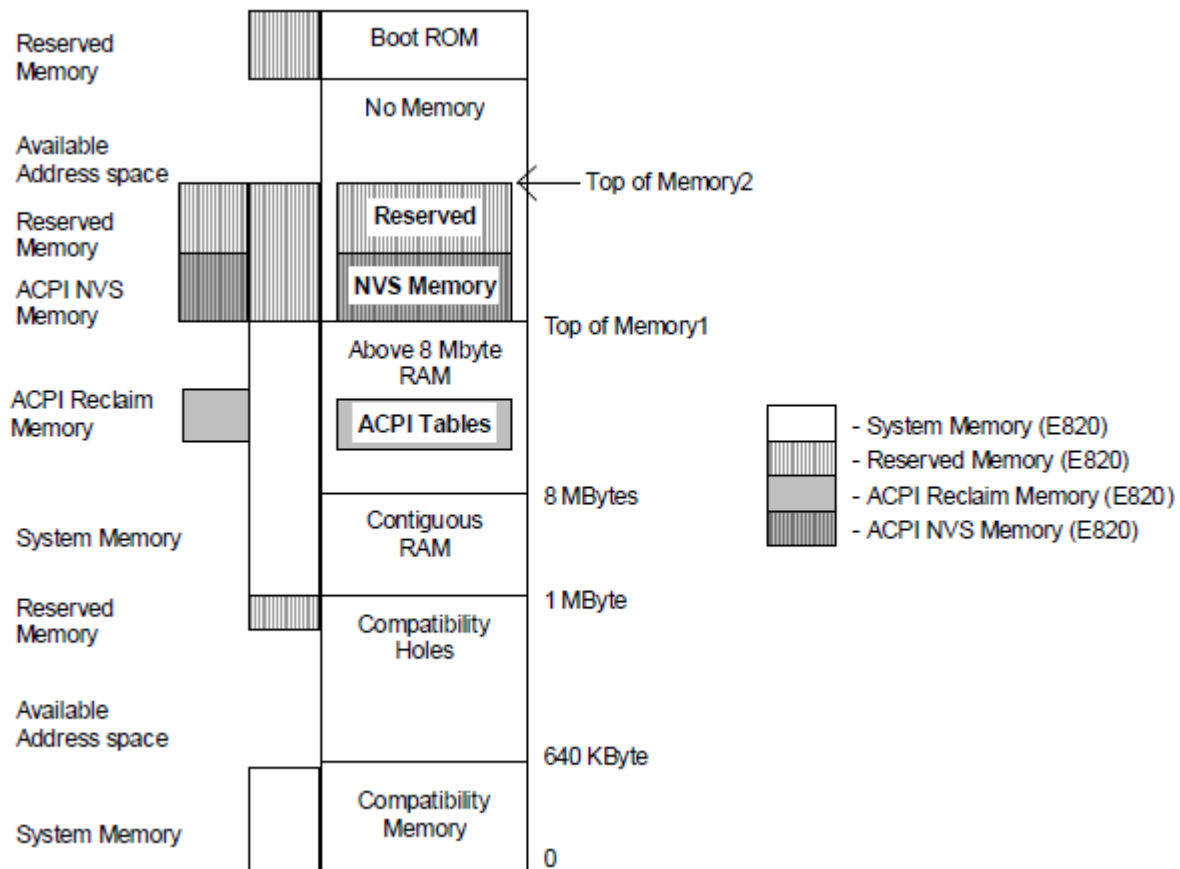 Reserved
Memory
Boot ROM
No Memory
Available
Address space
Top of Memory2
Reserved
Memory
Reserved
ACPI NVS
Memory
NVS Memory
Top of Memory1
Above 8 Mbyte
RAM
ACPI Reclaim
Memory
ACPI Tables
8 MBytes
Contiguous
RAM
System Memory
1 MByte
Reserved
Memory
Compatibility
Holes
Available
Address space
640 KByte
Compatibility
Memory
System Memory
0
- System Memory (E820)
- Reserved Memory (E820)
- ACPI Reclaim Memory (E820)
- ACPI NVS Memory (E820)